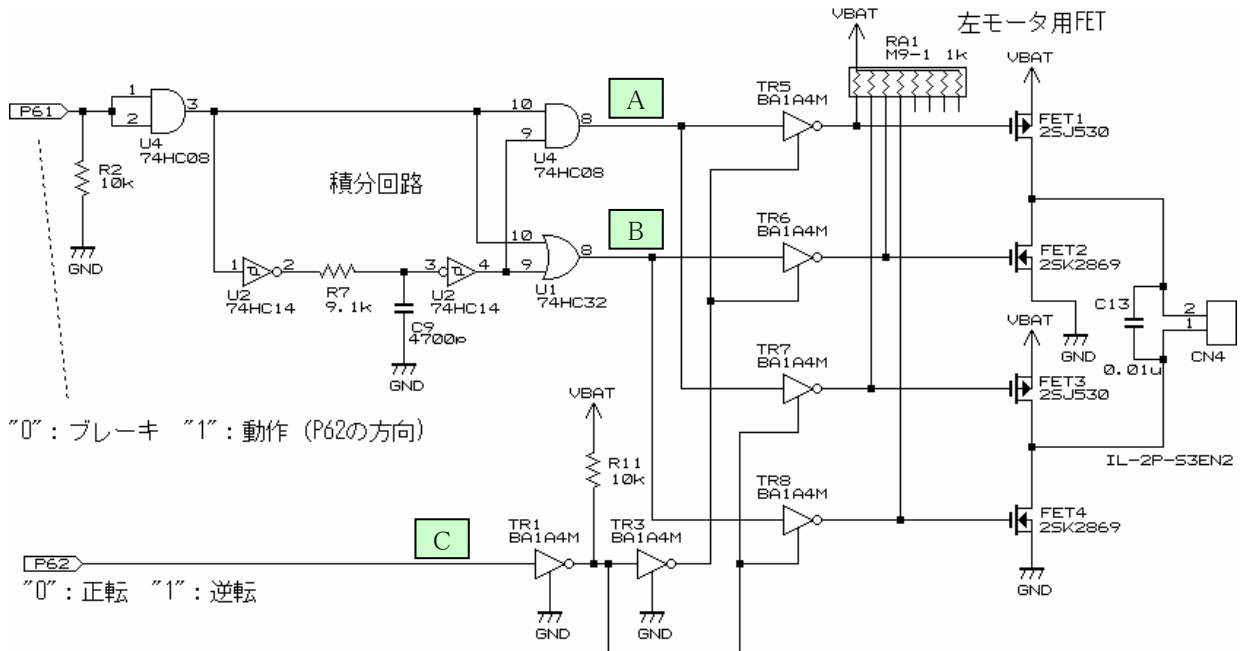 VBAT
左モータ用FET
RA1
M9-1 1k
VBAT
TR5
BA1A4M
A
P61
1
2
3
U4
74HC08
10
9
8
U4
74HC08
FET1
2SJ530
R2
10k
GND
積分回路
B
TR6
BA1A4M
10
9
8
U1
74HC32
FET2
2SK2869
1
2
U2
74HC14
R7
9.1k
3
4
U2
74HC14
C9
4700p
GND
C13
0.01u
2
1
CN4
VBAT
GND
TR7
BA1A4M
FET3
2SJ530
VBAT
"0":ブレーキ "1":動作 (P62の方向)
R11
10k
IL-2P-S3EN2
TR8
BA1A4M
FET4
2SK2869
C
TR1
BA1A4M
TR3
BA1A4M
P62
"0":正転 "1":逆転
GND
GND
GND